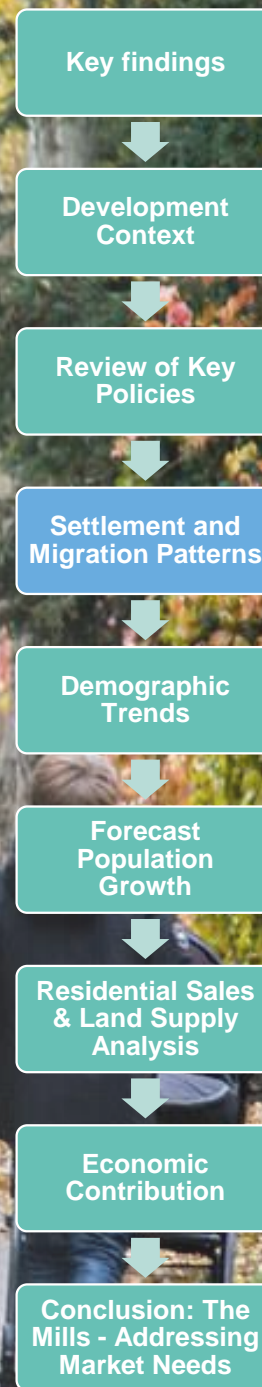 Key findings
Development
Context
Review of Key
Policies
Settlement and
Migration Patterns
Demographic
Trends
Forecast
Population
Growth
Residential Sales
& Land Supply
Analysis
Economic
Contribution
Conclusion: The
Mills - Addressing
Market Needs